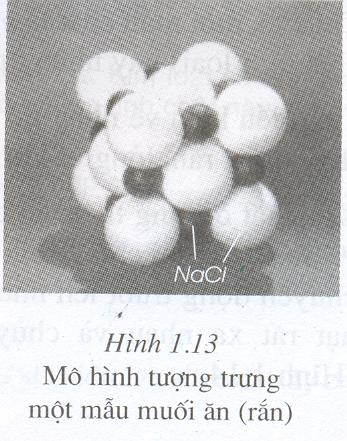 NaCl
Hình 1.13
Mô hình tượng trưng
một mẫu muối ăn (rắn)